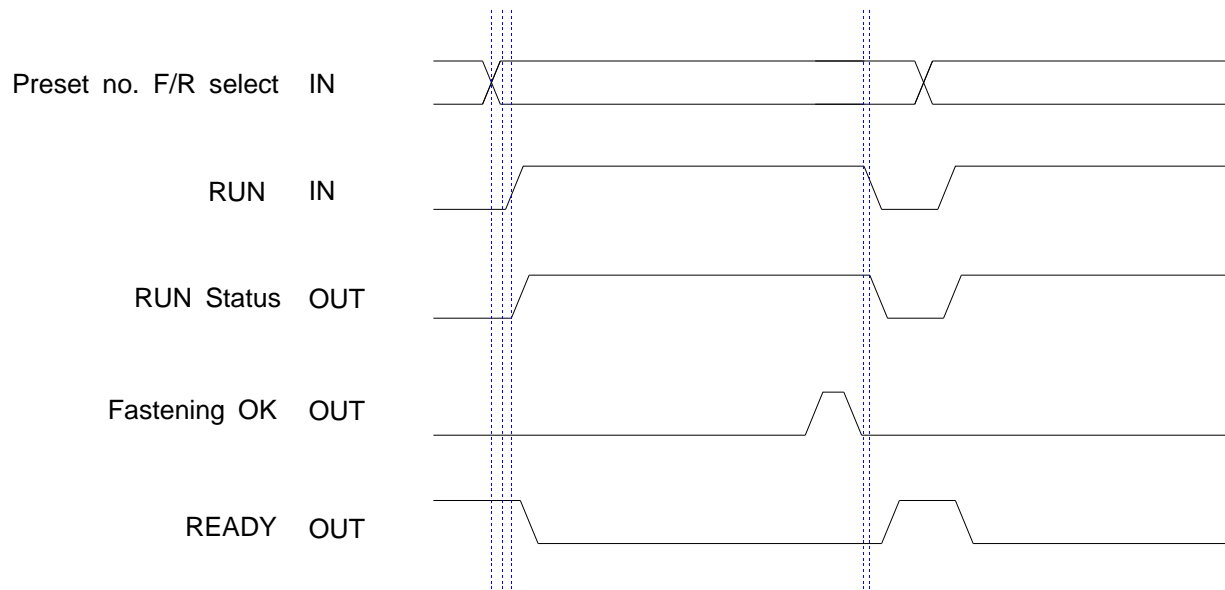 Preset no. F/R select IN
RUN IN
RUN Status OUT
Fastening OK OUT
READY OUT